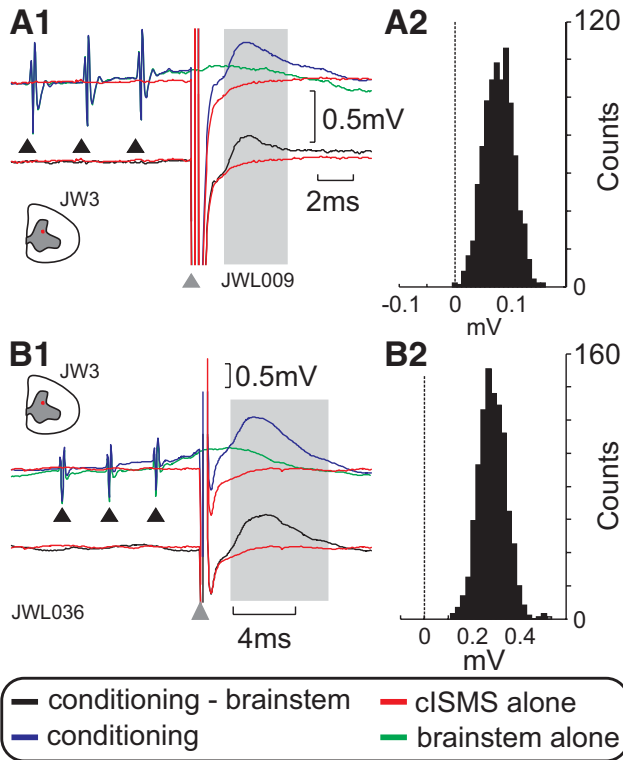 A1
0.5mV
2ms
JW3
JWL009
A2
120
Counts
0
-0.1
0
0.1
mV
B1
JW3
0.5mV
JWL036
4ms
B2
160
Counts
0
0
0.2
0.4
mV
conditioning - brainstem
cISMS alone
conditioning
brainstem alone